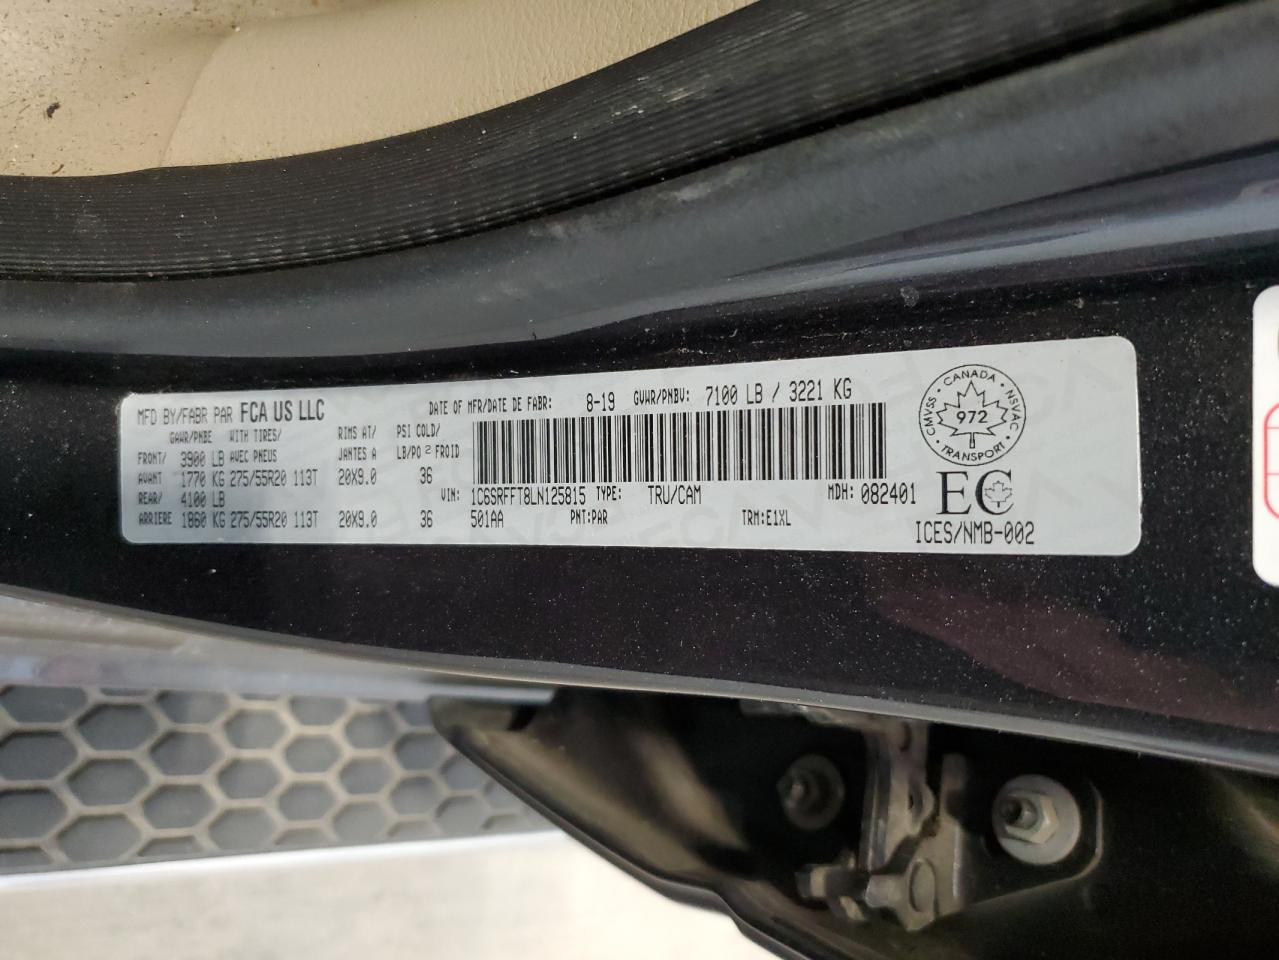 MFD BY/FABR PAR FCA US LLC DATE OF MFR/DATE DE FABR: 8-19 GVWR/PNBV: 7100 LB / 3221 KG
GAWR/PNBE WITH TIRES/ RIMS AT/ PSI COLD/
FRONT/ 3900 LB AVEC PNEUS JANTES A LB/PO² FROID
AVANT 1770 KG 275/55R20 113T 20X9.0 36
REAR/ 4100 LB
ARRIERE 1860 KG 275/55R20 113T 20X9.0 36
VIN: 1C6SRFFT8LN125815 TYPE: TRU/CAM MDH: 082401
501AA PNT:PAR TRM:E1XL
CANADA
CMVSS 972 NSVAC
TRANSPORT
EC
ICES/NMB-002